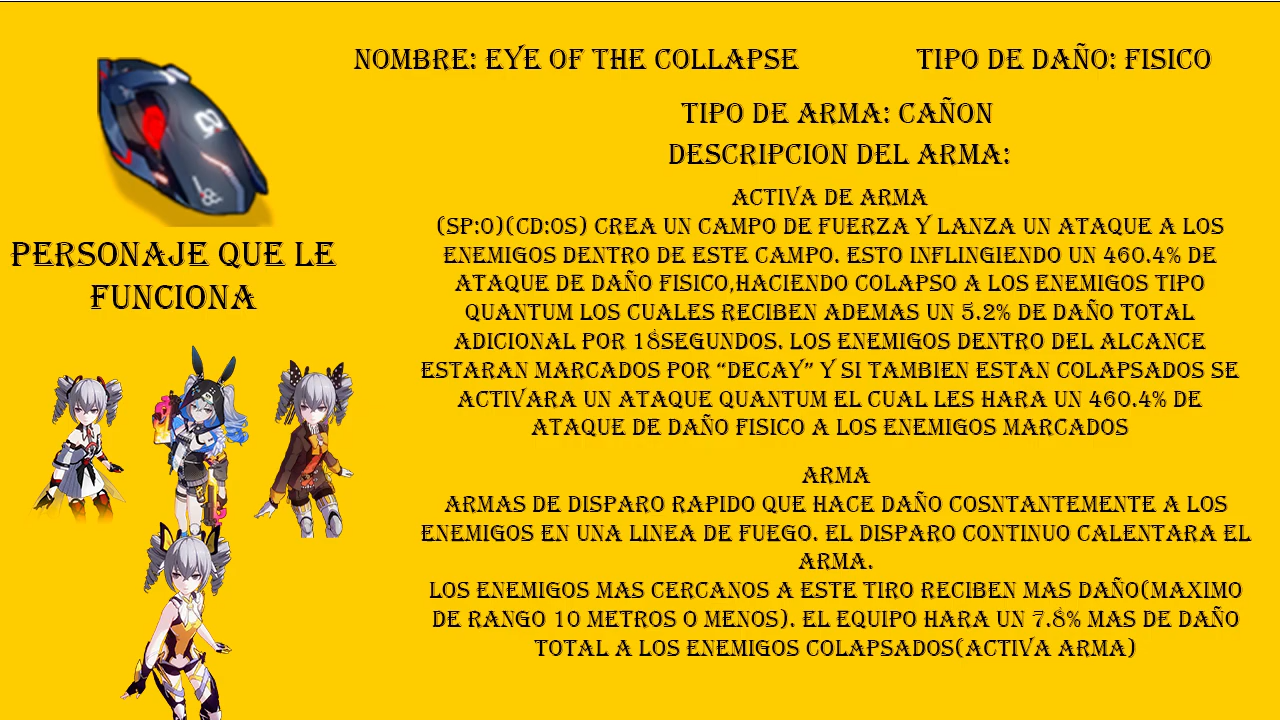 NOMBRE: EYE OF THE COLLAPSE
TIPO DE DAÑO: FISICO
TIPO DE ARMA: CAÑON
DESCRIPCION DEL ARMA:
ACTIVA DE ARMA
(SP:0)(CD:0S) CREA UN CAMPO DE FUERZA Y LANZA UN ATAQUE A LOS
ENEMIGOS DENTRO DE ESTE CAMPO. ESTO INFLINGIENDO UN 460.4% DE
ATAQUE DE DAÑO FISICO,HACIENDO COLAPSO A LOS ENEMIGOS TIPO
QUANTUM LOS CUALES RECIBEN ADEMAS UN 5.2% DE DAÑO TOTAL
ADICIONAL POR 18SEGUNDOS. LOS ENEMIGOS DENTRO DEL ALCANCE
ESTARAN MARCADOS POR “DECAY” Y SI TAMBIEN ESTAN COLAPSADOS SE
ACTIVARA UN ATAQUE QUANTUM EL CUAL LES HARA UN 460.4% DE
ATAQUE DE DAÑO FISICO A LOS ENEMIGOS MARCADOS
ARMA
ARMAS DE DISPARO RAPIDO QUE HACE DAÑO COSNTANTEMENTE A LOS
ENEMIGOS EN UNA LINEA DE FUEGO. EL DISPARO CONTINUO CALENTARA EL
ARMA.
LOS ENEMIGOS MAS CERCANOS A ESTE TIRO RECIBEN MAS DAÑO(MAXIMO
DE RANGO 10 METROS O MENOS). EL EQUIPO HARA UN 7.8% MAS DE DAÑO
TOTAL A LOS ENEMIGOS COLAPSADOS(ACTIVA ARMA)
PERSONAJE QUE LE
FUNCIONA